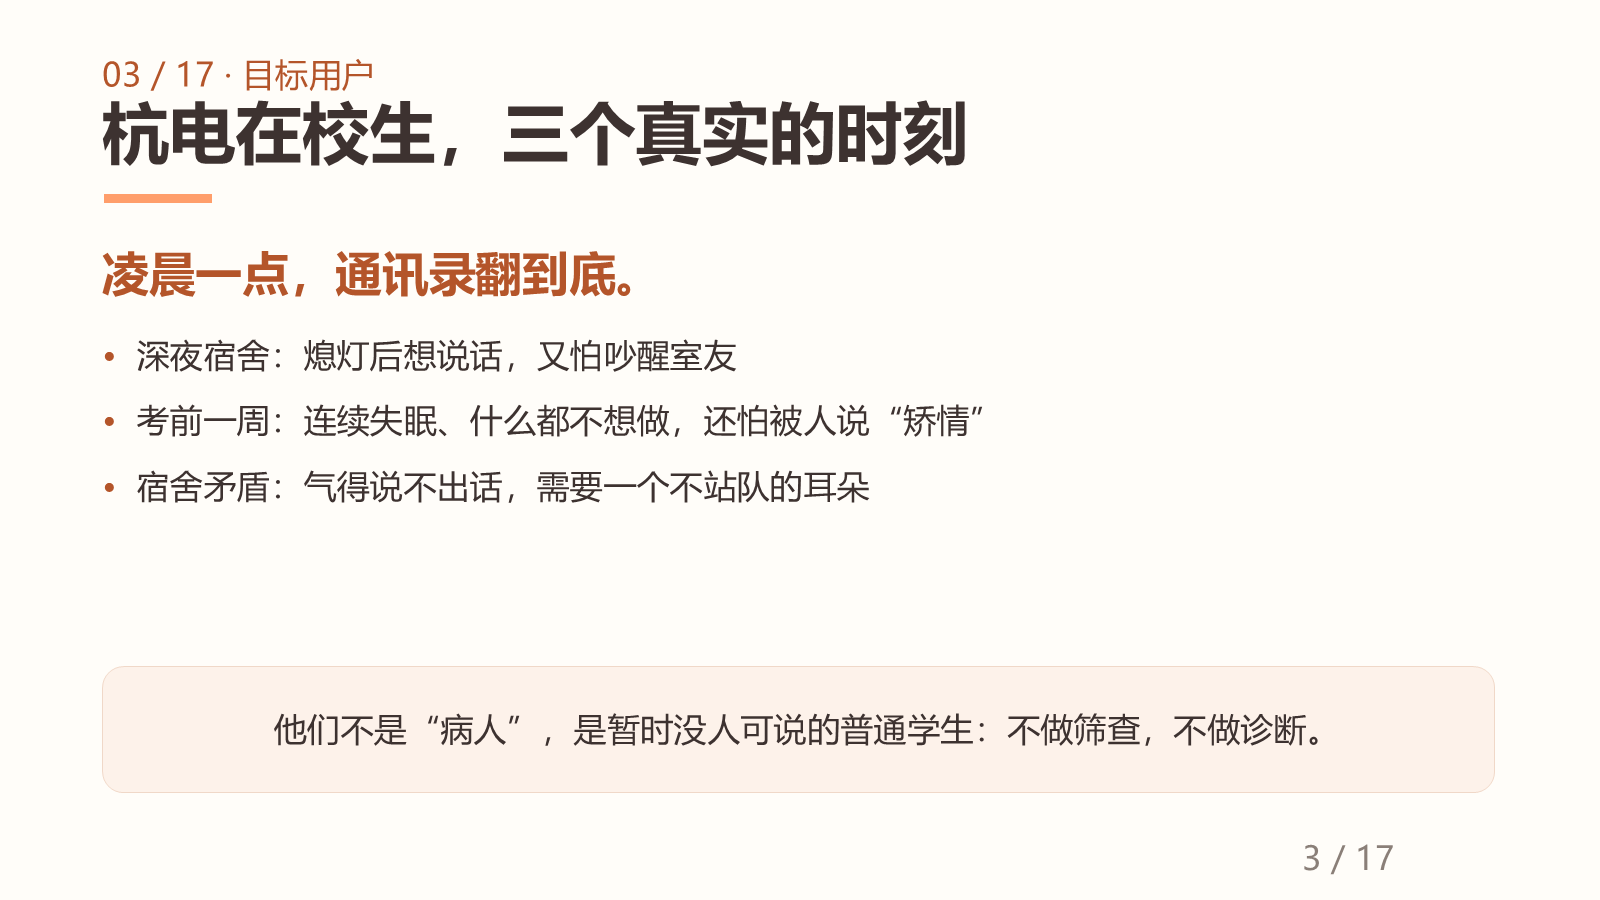 03 / 17 · 目标用户
杭电在校生，三个真实的时刻
凌晨一点，通讯录翻到底。
• 深夜宿舍：熄灯后想说话，又怕吵醒室友
• 考前一周：连续失眠、什么都不想做，还怕被人说“矫情”
• 宿舍矛盾：气得说不出话，需要一个不站队的耳朵
他们不是“病人”，是暂时没人可说的普通学生：不做筛查，不做诊断。
3 / 17